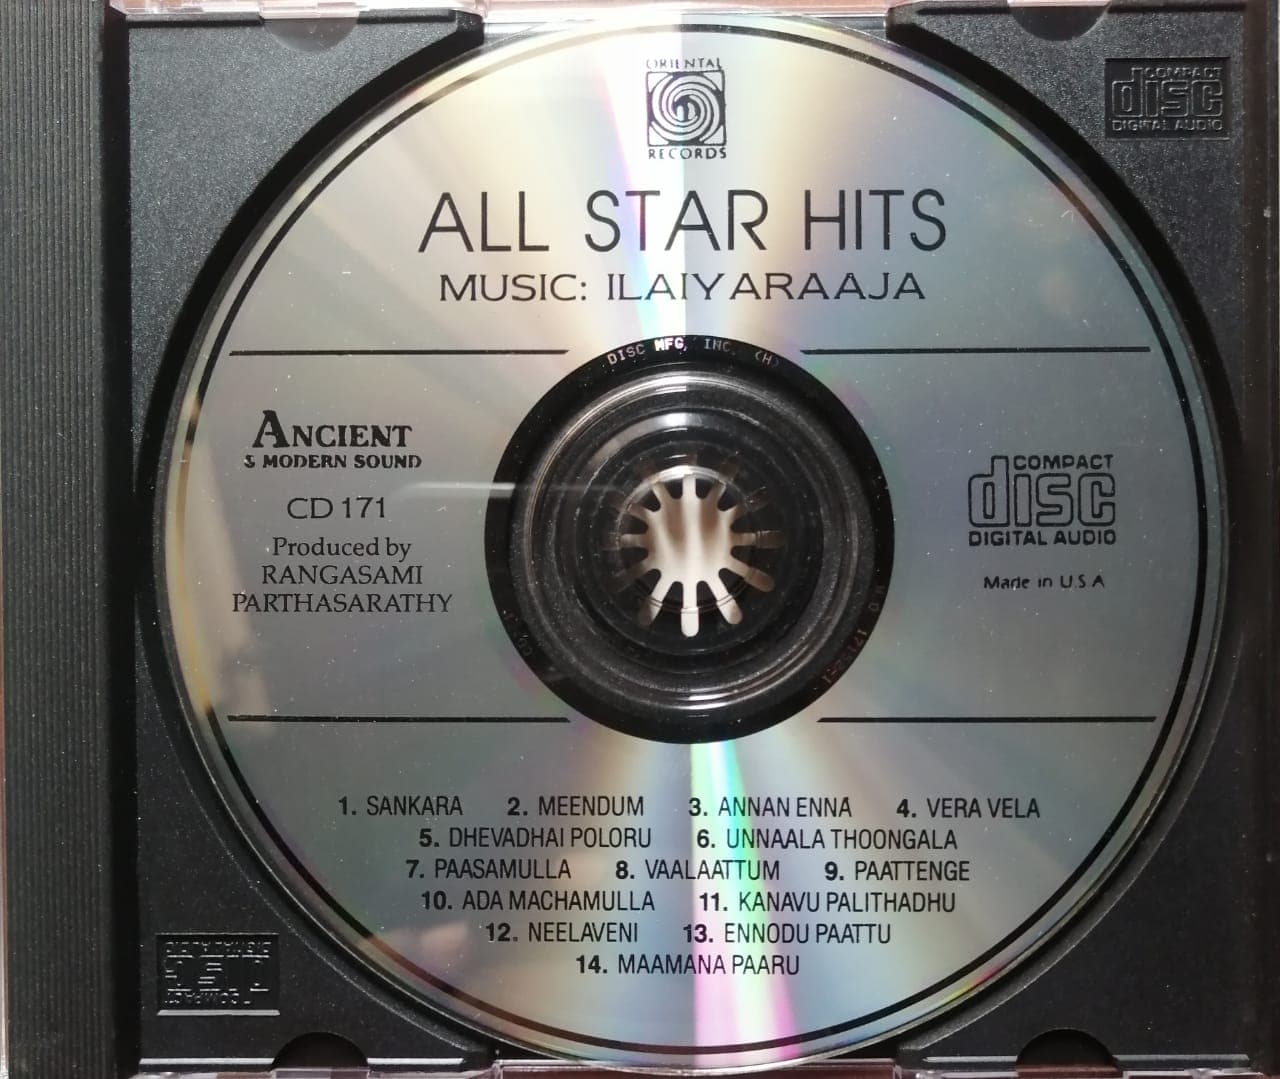 ORIENTAL
RECORDS
COMPACT
disc
DIGITAL AUDIO
ALL STAR HITS
MUSIC: ILAIYARAAJA
DISC MFG, INC. (H)
ANCIENT
& MODERN SOUND
CD 171
Produced by
RANGASAMI
PARTHASARATHY
COMPACT
disc
DIGITAL AUDIO
Made in U.S.A
1. SANKARA 2. MEENDUM 3. ANNAN ENNA 4. VERA VELA
5. DHEVADHAI POLORU 6. UNNAALA THOONGALA
7. PAASAMULLA 8. VAALAATTUM 9. PAATTENGE
10. ADA MACHAMULLA 11. KANAVU PALITHADHU
12. NEELAVENI 13. ENNODU PAATTU
14. MAAMANA PAARU